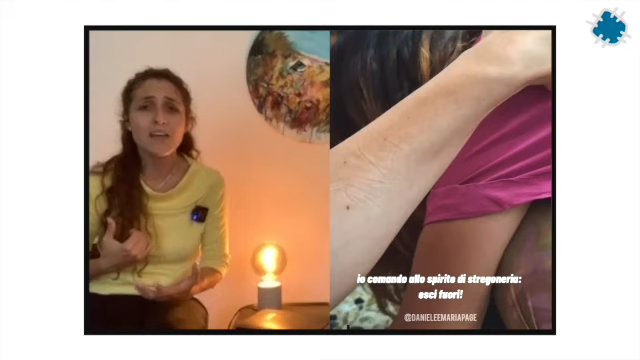 io comando allo spirito di stregoneria:
esci fuori!
@DANIELEEMARIAPAGE